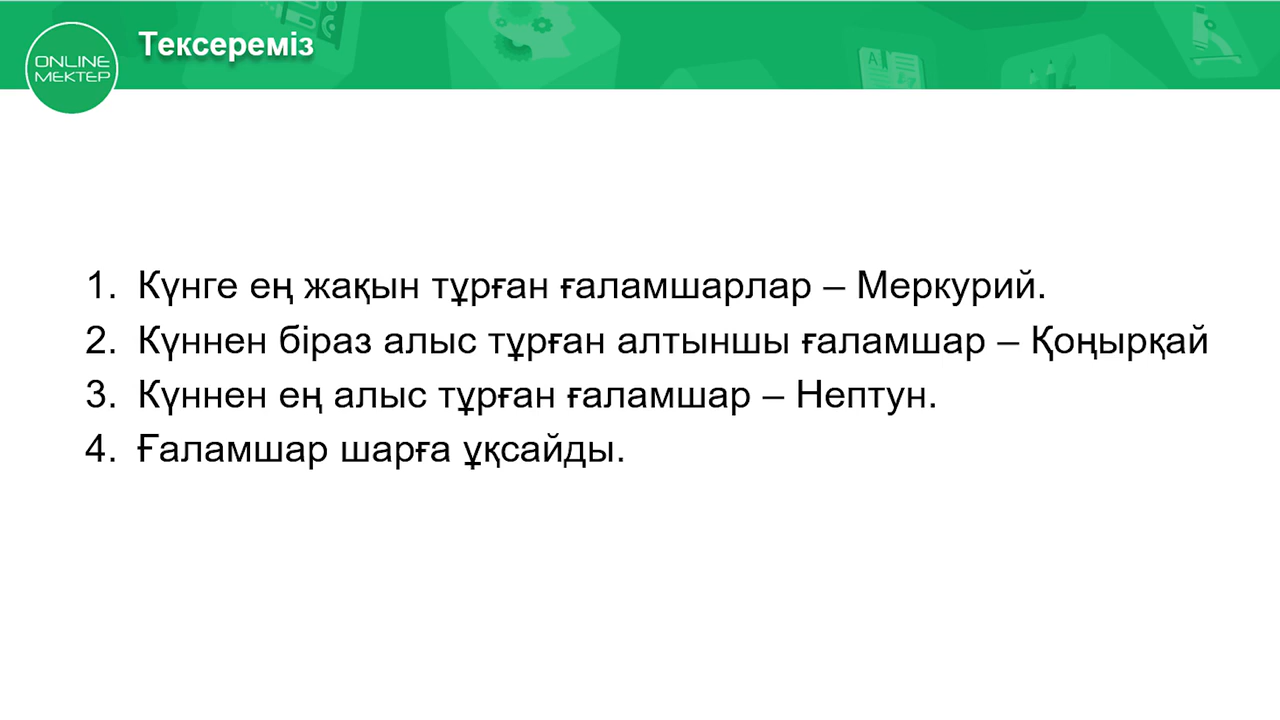 Тексереміз
ONLINE
MEKTEP
1. Күнге ең жақын тұрған ғаламшарлар – Меркурий.
2. Күннен біраз алыс тұрған алтыншы ғаламшар – Қоңырқай
3. Күннен ең алыс тұрған ғаламшар – Нептун.
4. Ғаламшар шарға ұқсайды.